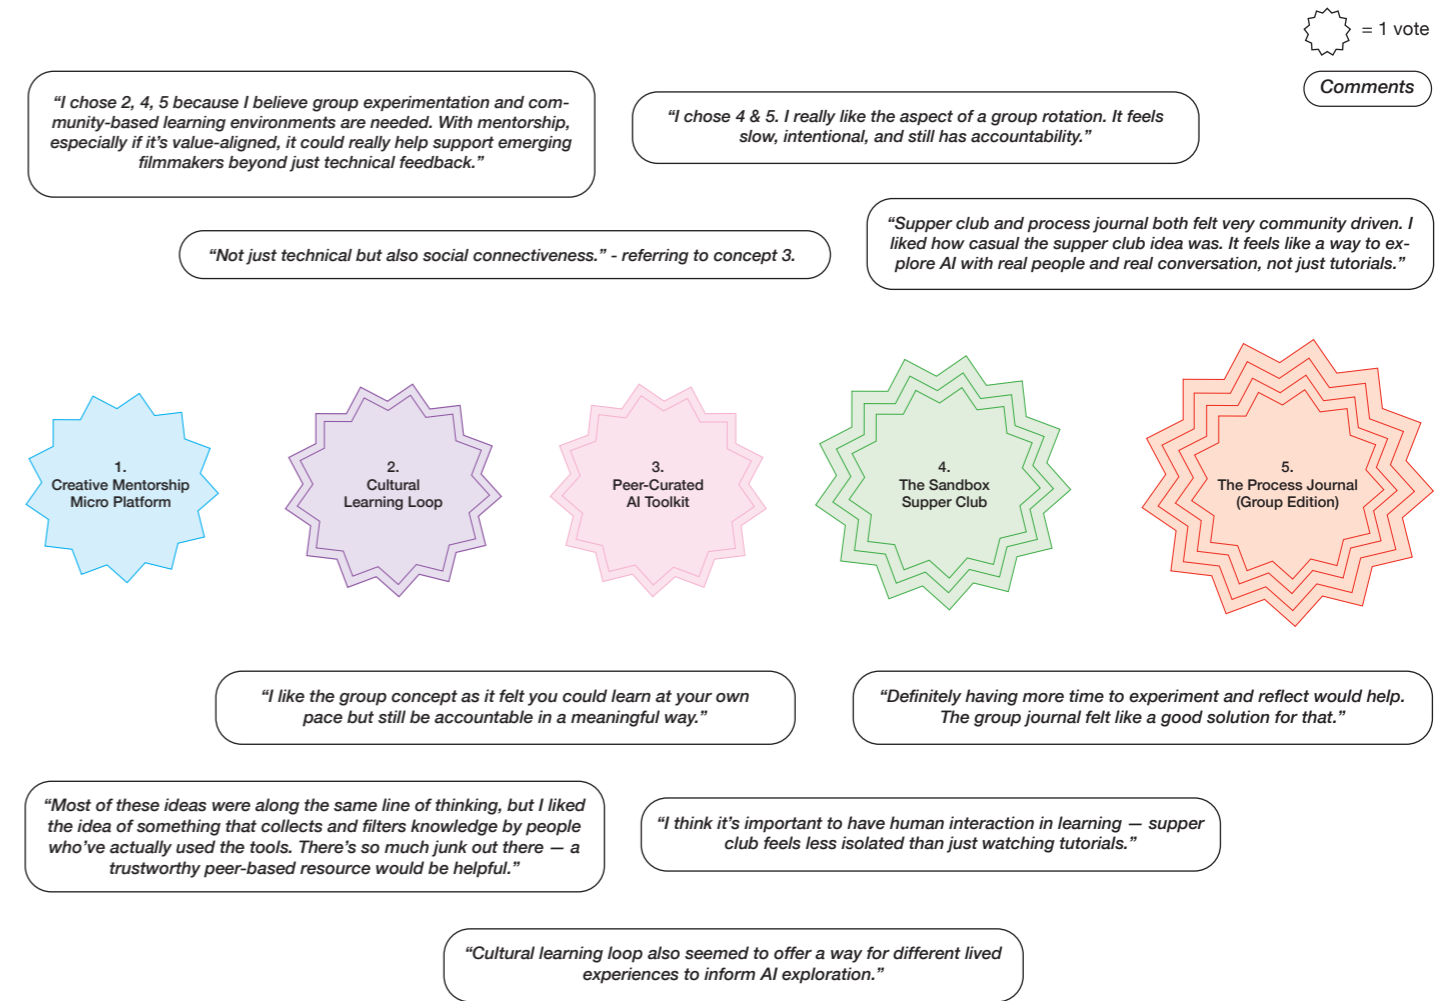 = 1 vote
Comments
“I chose 2, 4, 5 because I believe group experimentation and com-
munity-based learning environments are needed. With mentorship,
especially if it’s value-aligned, it could really help support emerging
filmmakers beyond just technical feedback.”
“I chose 4 & 5. I really like the aspect of a group rotation. It feels
slow, intentional, and still has accountability.”
“Not just technical but also social connectiveness.” - referring to concept 3.
“Supper club and process journal both felt very community driven. I
liked how casual the supper club idea was. It feels like a way to ex-
plore AI with real people and real conversation, not just tutorials.”
1.
Creative Mentorship
Micro Platform
2.
Cultural
Learning Loop
3.
Peer-Curated
AI Toolkit
4.
The Sandbox
Supper Club
5.
The Process Journal
(Group Edition)
“I like the group concept as it felt you could learn at your own
pace but still be accountable in a meaningful way.”
“Definitely having more time to experiment and reflect would help.
The group journal felt like a good solution for that.”
“Most of these ideas were along the same line of thinking, but I liked
the idea of something that collects and filters knowledge by people
who’ve actually used the tools. There’s so much junk out there — a
trustworthy peer-based resource would be helpful.”
“I think it’s important to have human interaction in learning — supper
club feels less isolated than just watching tutorials.”
“Cultural learning loop also seemed to offer a way for different lived
experiences to inform AI exploration.”